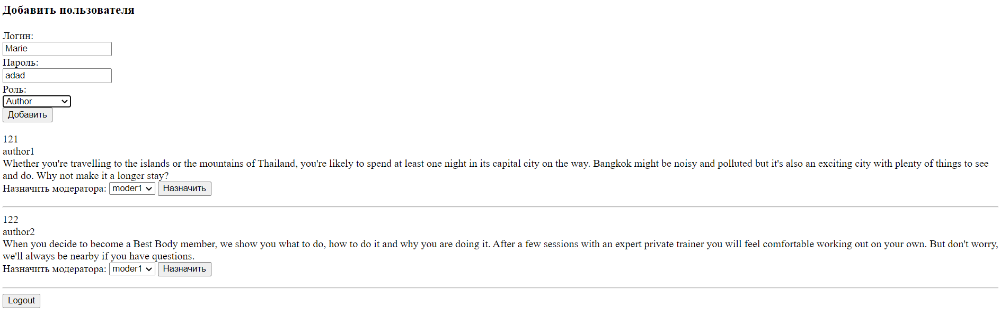 Добавить пользователя
Логин:
Marie
Пароль:
adad
Роль:
Author
Добавить
121
author1
Whether you're travelling to the islands or the mountains of Thailand, you're likely to spend at least one night in its capital city on the way. Bangkok might be noisy and polluted but it's also an exciting city with plenty of things to see
and do. Why not make it a longer stay?
Назначить модератора: moder1 Назначить
122
author2
When you decide to become a Best Body member, we show you what to do, how to do it and why you are doing it. After a few sessions with an expert private trainer you will feel comfortable working out on your own. But don't worry,
we'll always be nearby if you have questions.
Назначить модератора: moder1 Назначить
Logout